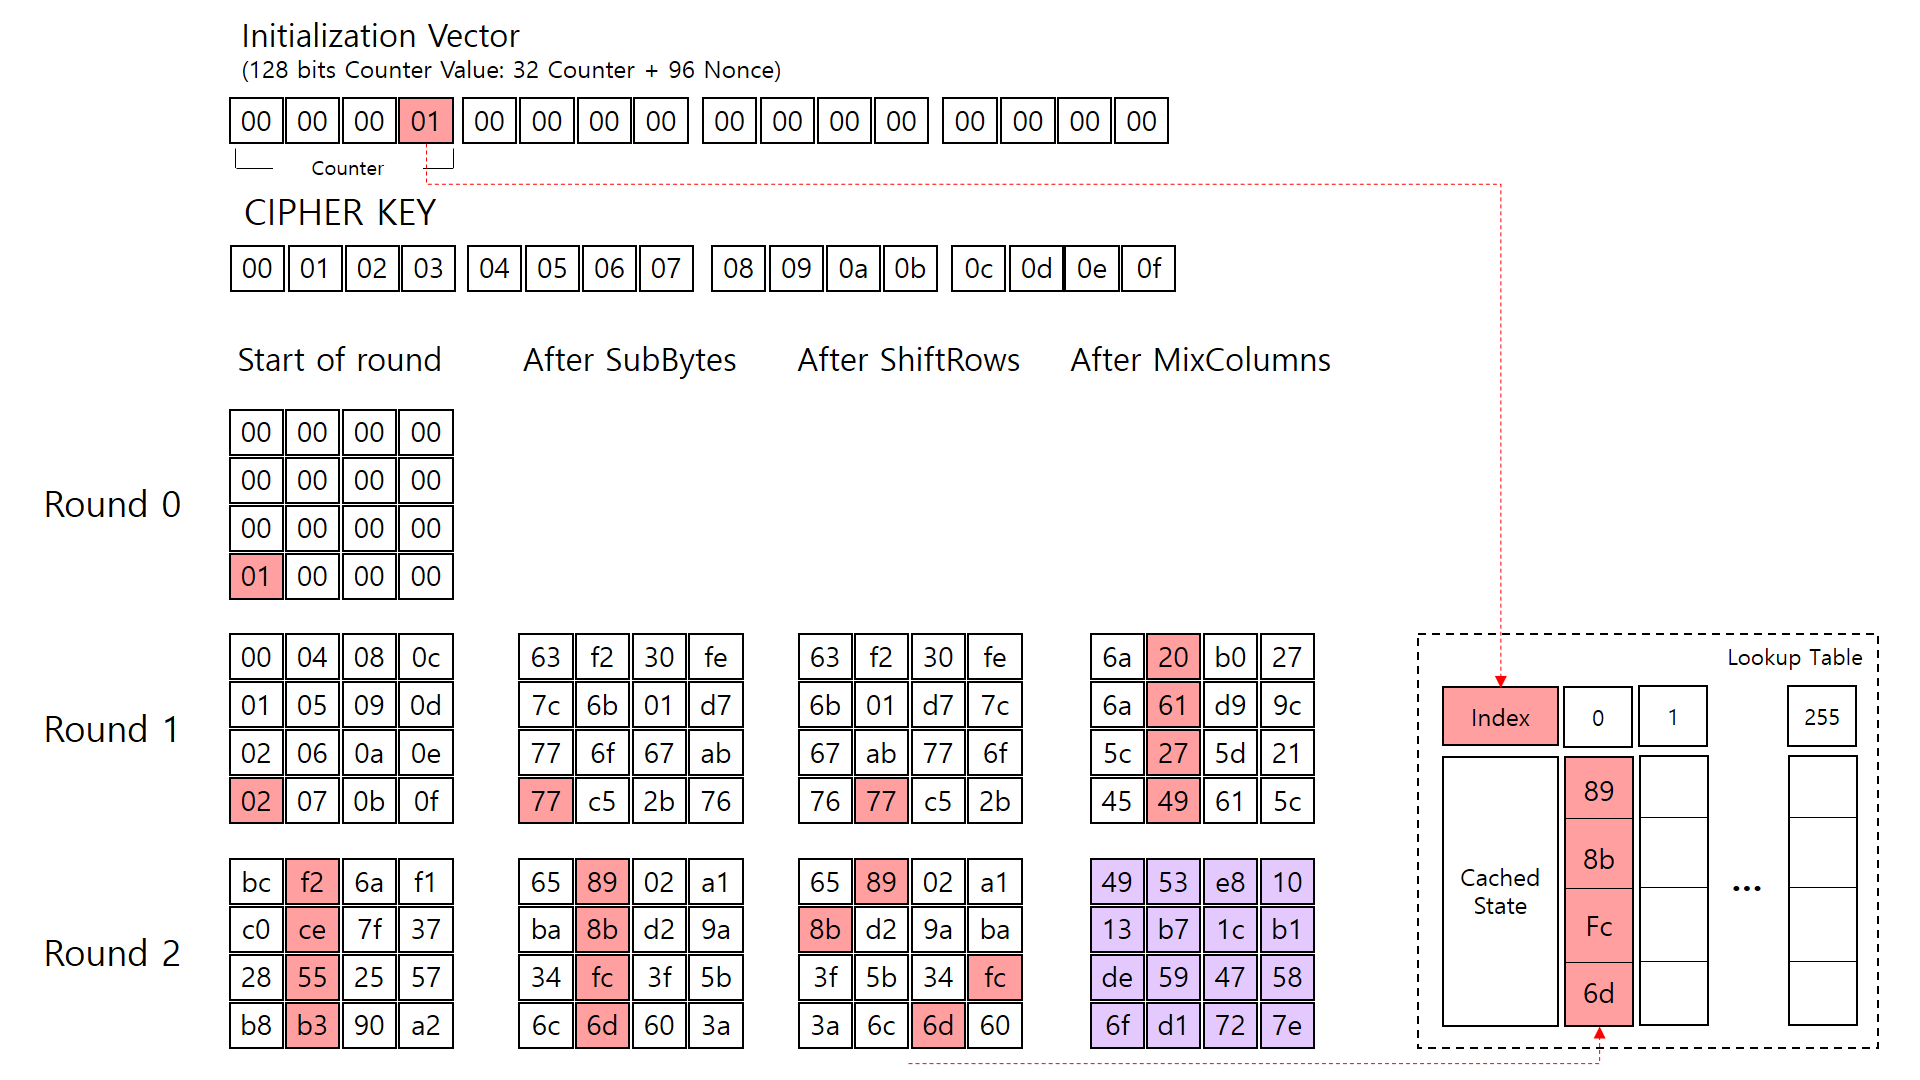 Initialization Vector
(128 bits Counter Value: 32 Counter + 96 Nonce)
00 00 00 01 00 00 00 00 00 00 00 00 00 00 00 00
Counter
CIPHER KEY
00 01 02 03 04 05 06 07 08 09 0a 0b 0c 0d 0e 0f
Start of round After SubBytes After ShiftRows After MixColumns
Round 0
00 00 00 00
00 00 00 00
00 00 00 00
01 00 00 00
Round 1
00 04 08 0c 63 f2 30 fe 63 f2 30 fe 6a 20 b0 27
01 05 09 0d 7c 6b 01 d7 6b 01 d7 7c 6a 61 d9 9c
02 06 0a 0e 77 6f 67 ab 67 ab 77 6f 5c 27 5d 21
02 07 0b 0f 77 c5 2b 76 76 77 c5 2b 45 49 61 5c
Round 2
bc f2 6a f1 65 89 02 a1 65 89 02 a1 49 53 e8 10
c0 ce 7f 37 ba 8b d2 9a 8b d2 9a ba 13 b7 1c b1
28 55 25 57 34 fc 3f 5b 3f 5b 34 fc de 59 47 58
b8 b3 90 a2 6c 6d 60 3a 3a 6c 6d 60 6f d1 72 7e
Lookup Table
Index 0 1 255
Cached
State
89
8b
...
Fc
6d